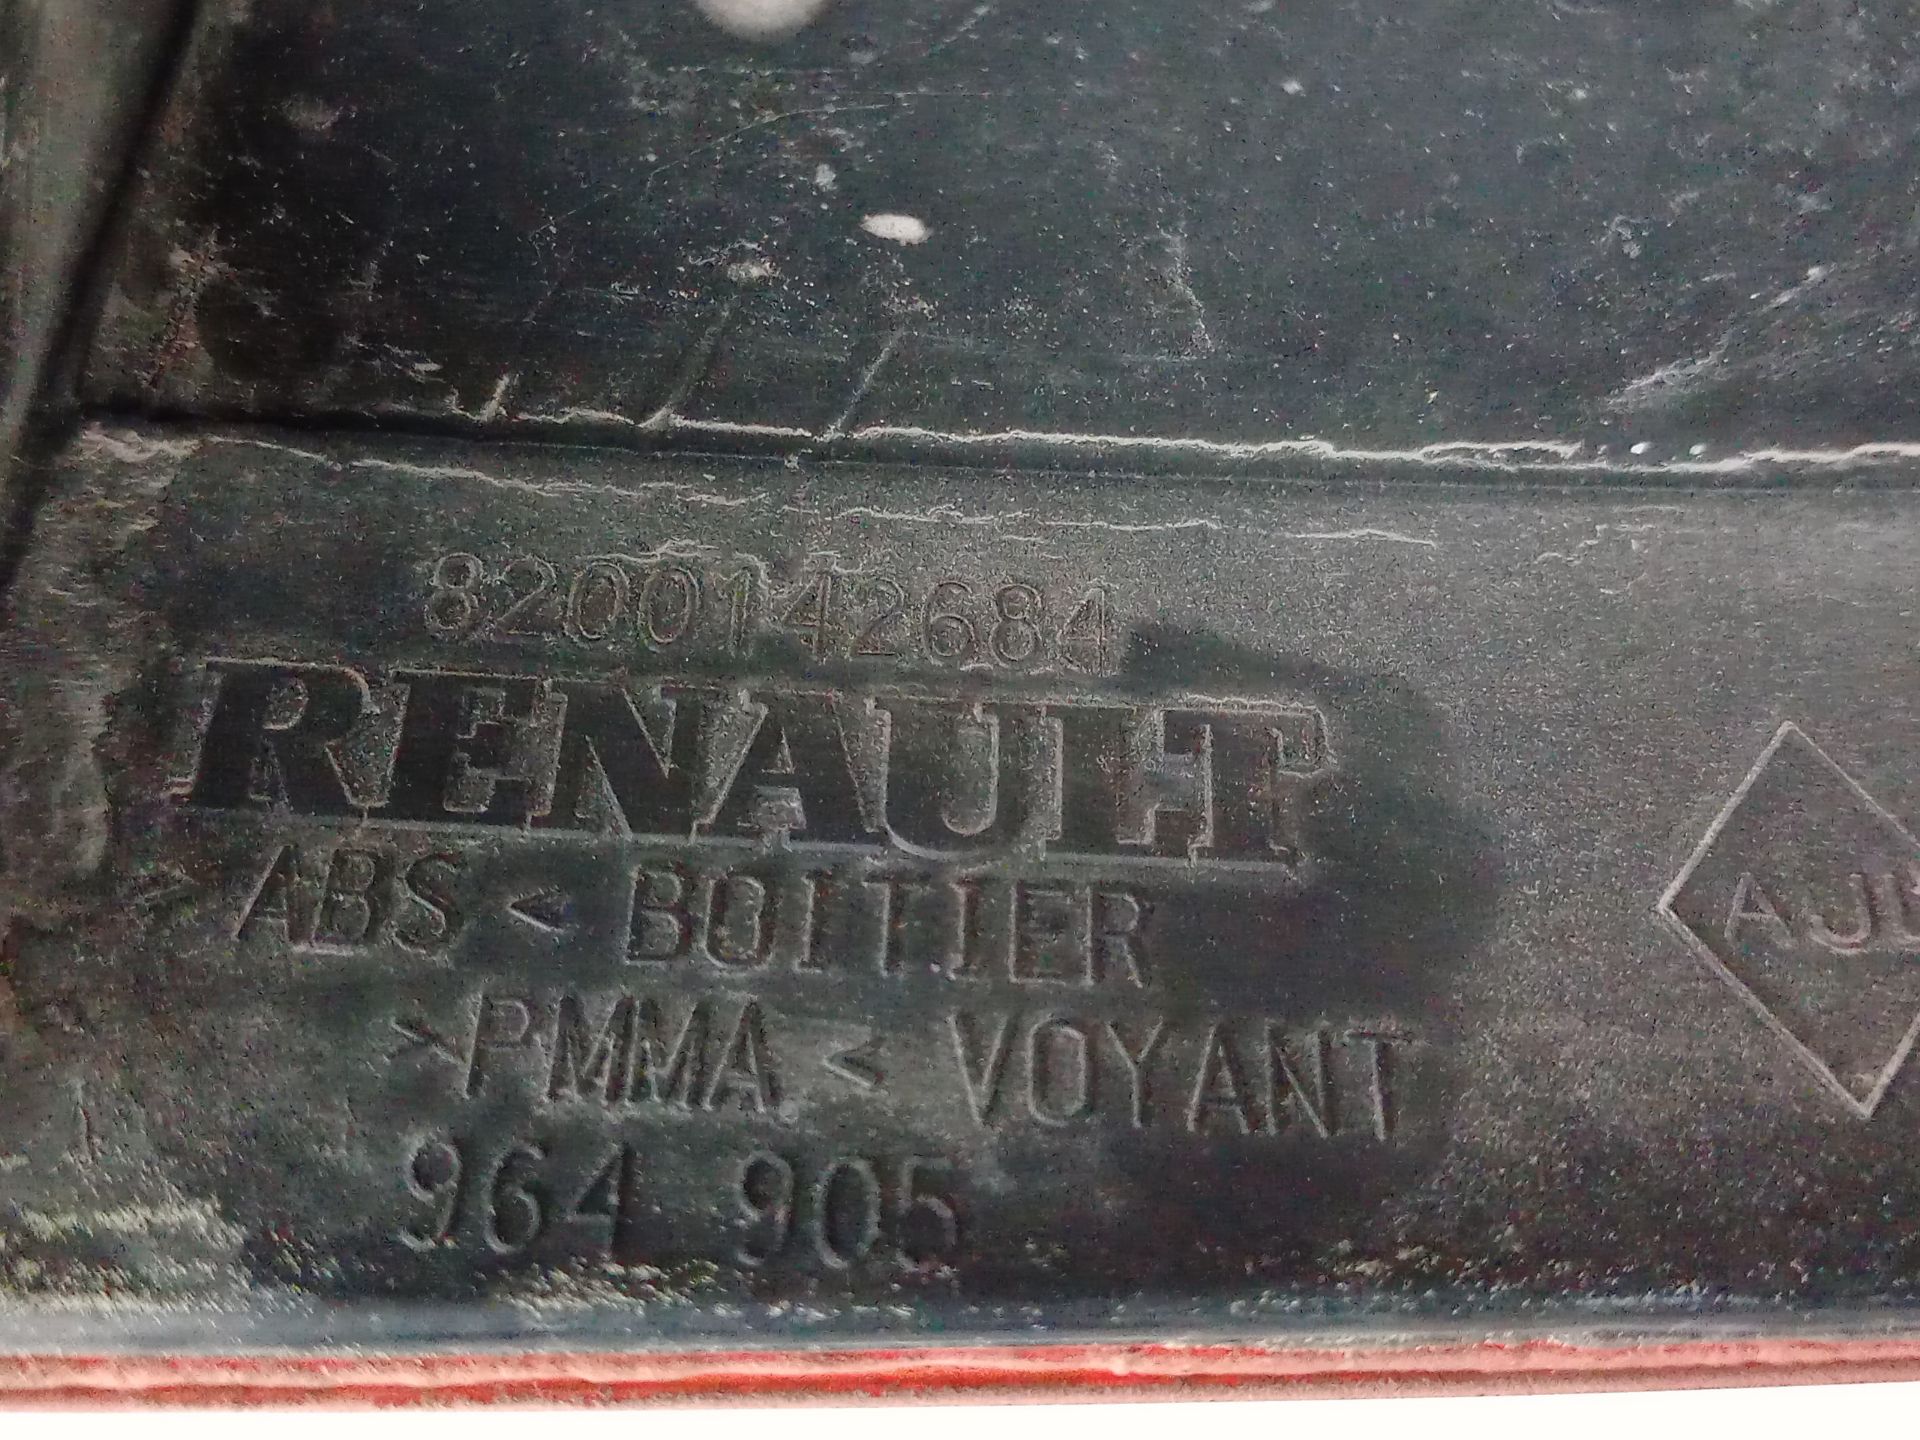 8200142684
RENAULT
>ABS< BOITIER
>PMMA< VOYANT
964 905